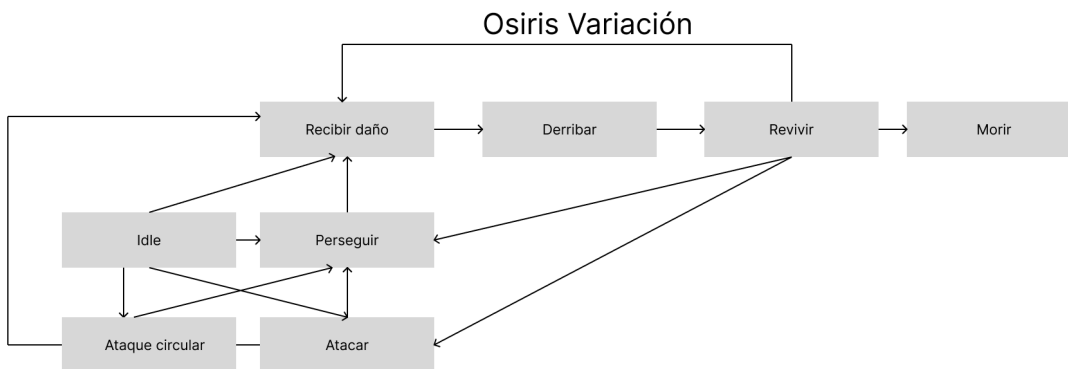 Osiris Variación
Recibir daño
Derribar
Revivir
Morir
Idle
Perseguir
Ataque circular
Atacar